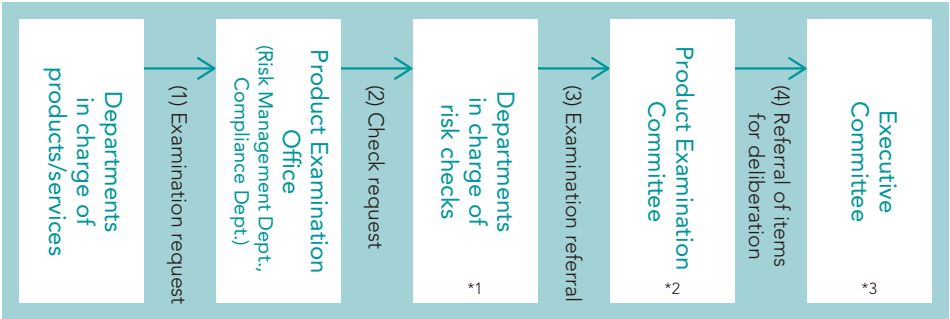 Departments
in charge of
products/services
(1) Examination request
Product Examination
Office
(Risk Management Dept.,
Compliance Dept.)
(2) Check request
Departments
in charge of
risk checks
*1
(3) Examination referral
Product Examination
Committee
*2
(4) Referral of items
for deliberation
Executive
Committee
*3